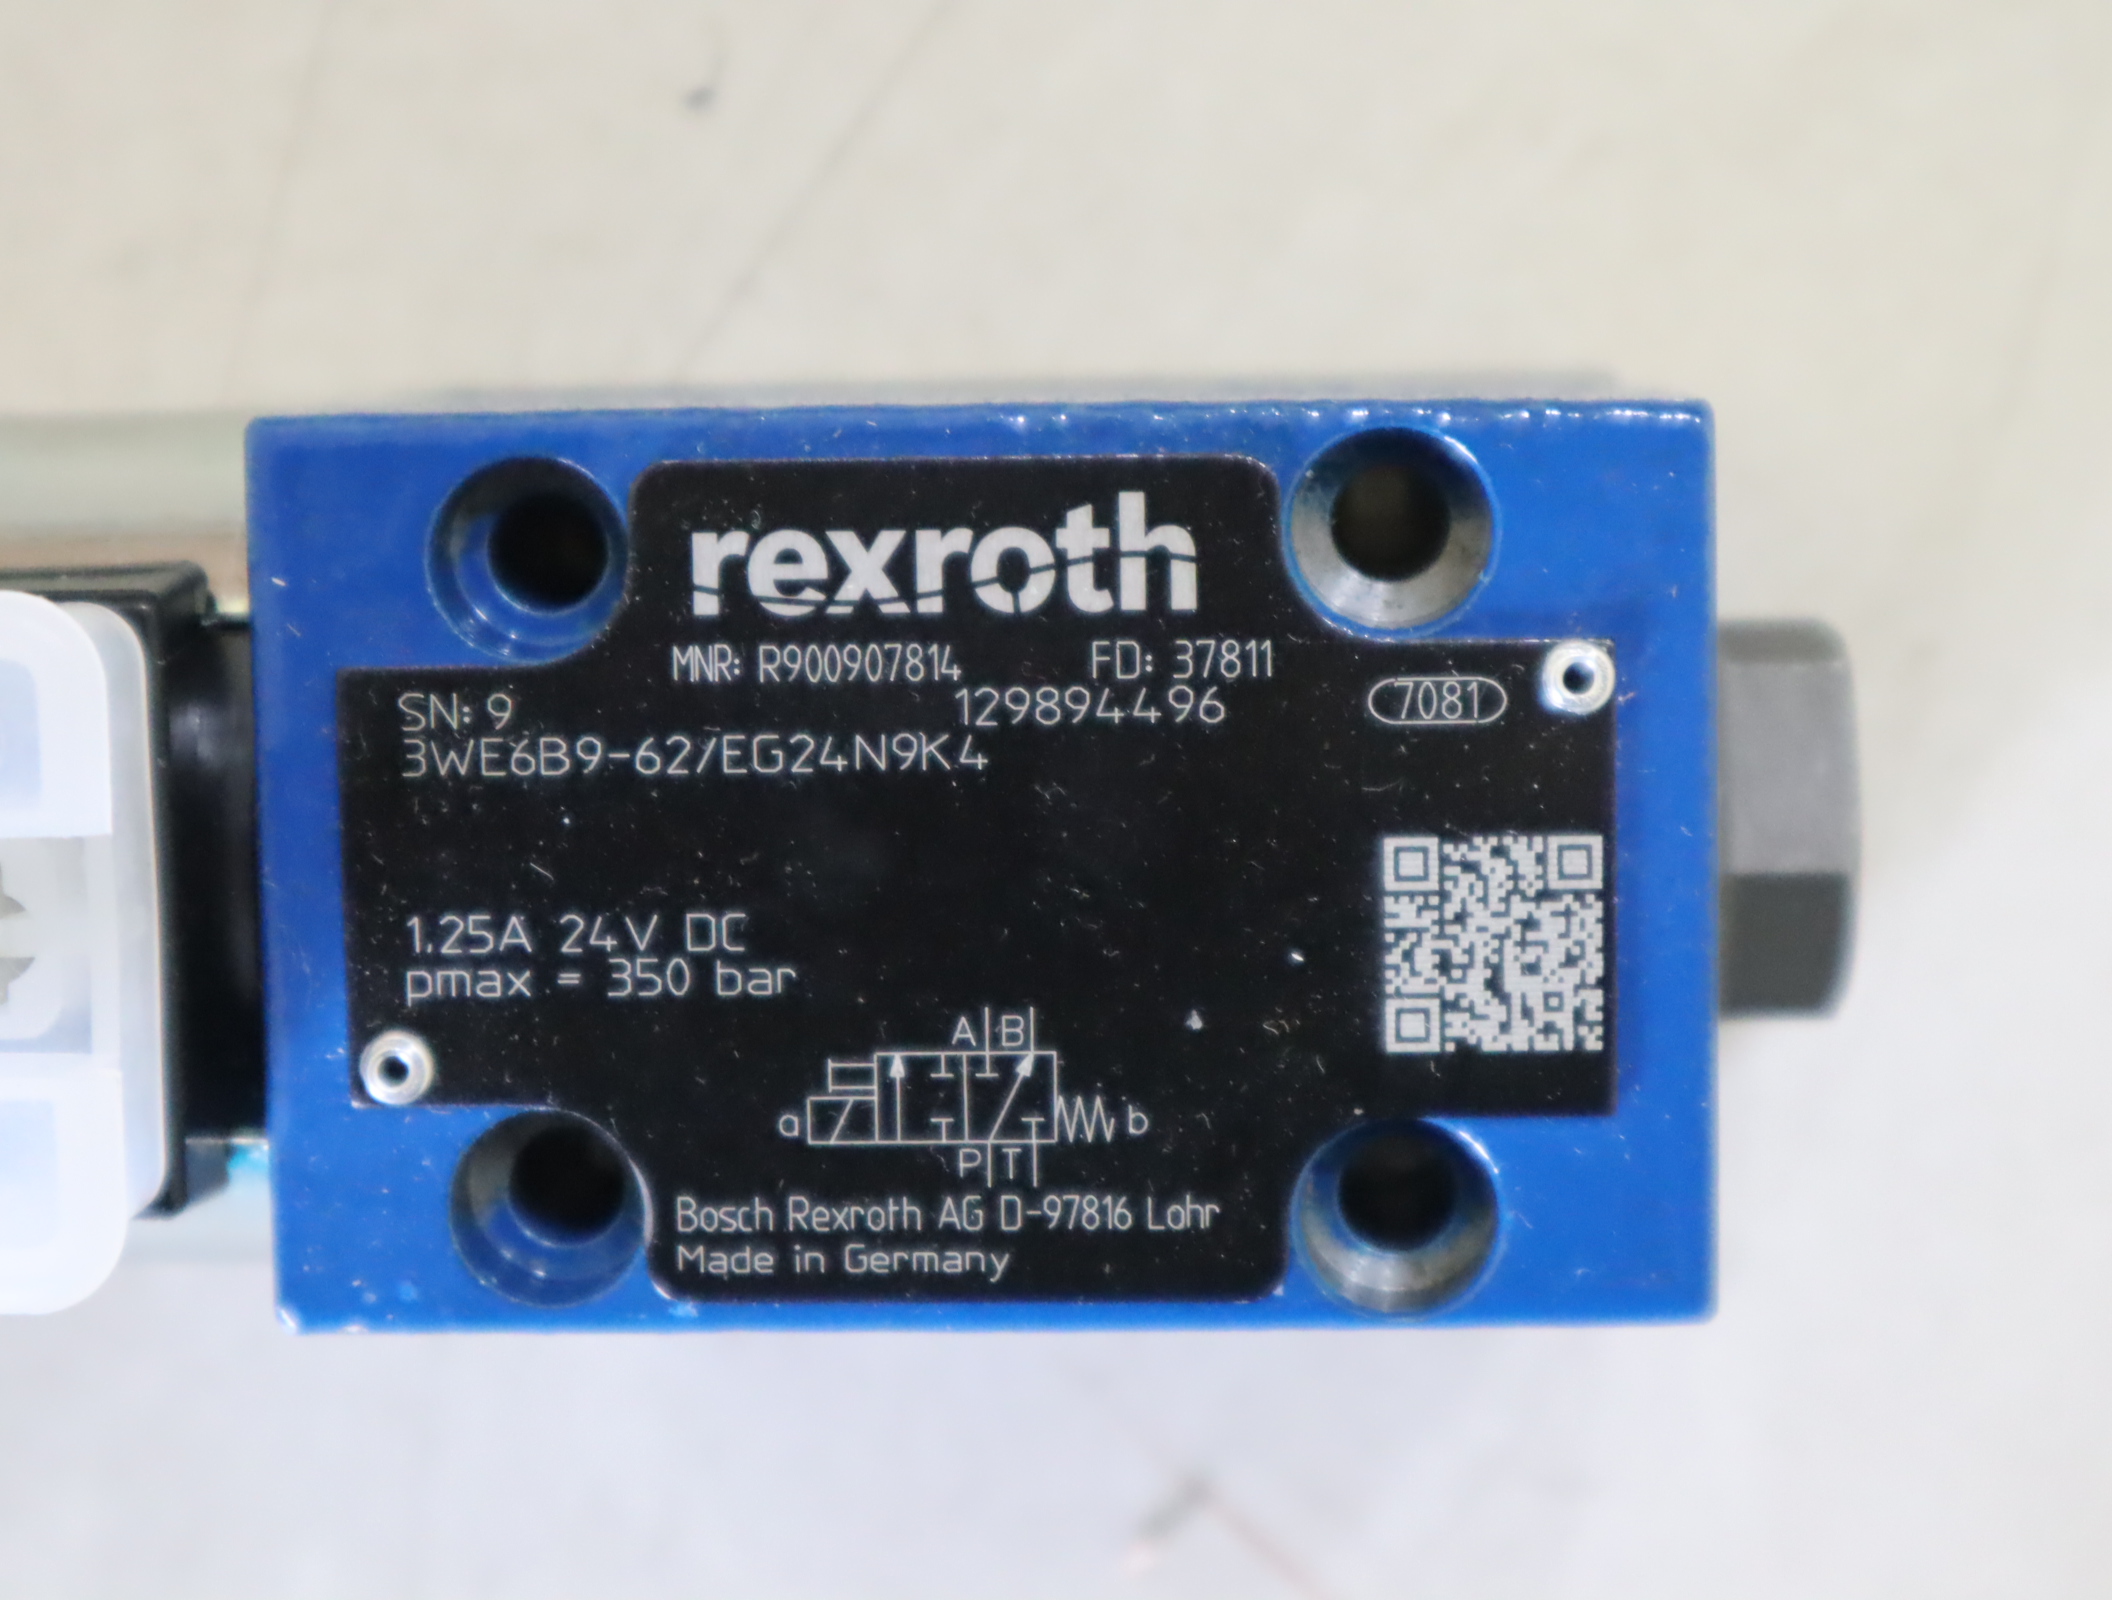 rexroth
MNR: R900907814 FD: 37811
SN: 9 129894496 7081
3WE6B9-62/EG24N9K4
1.25A 24V DC
pmax = 350 bar
A B
a b
P T
Bosch Rexroth AG D-97816 Lohr
Made in Germany